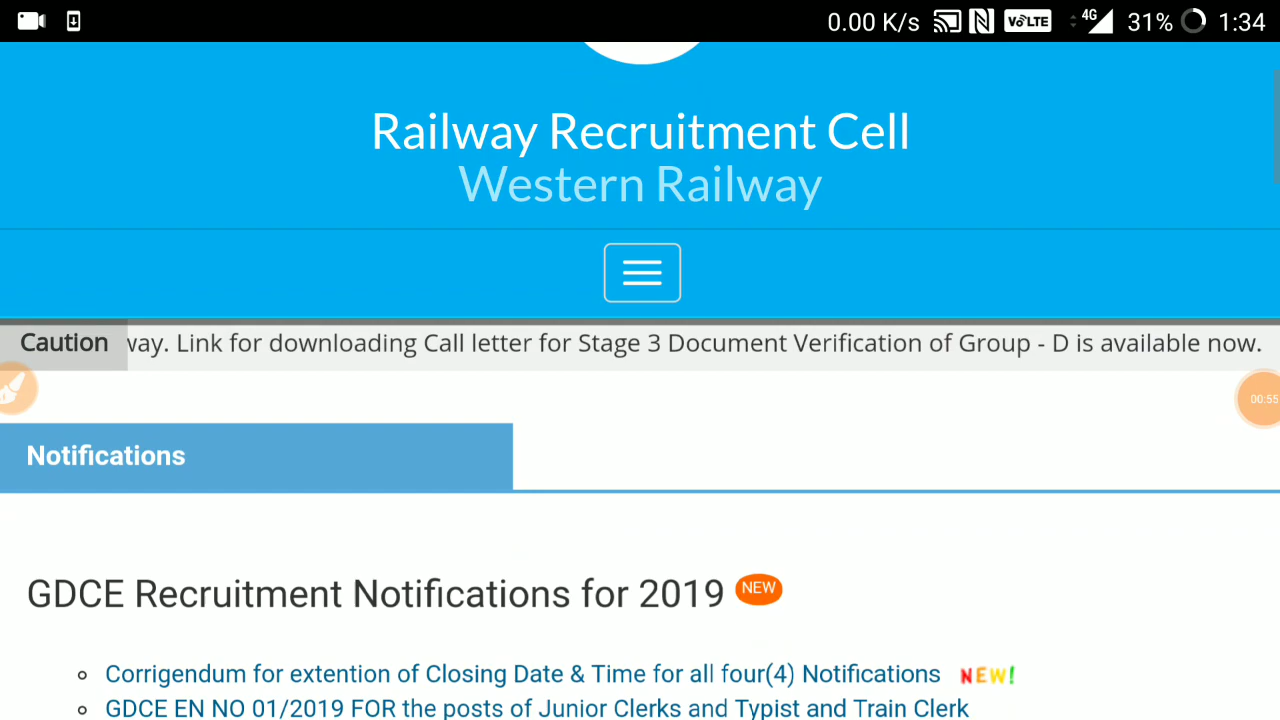 0.00 K/s VoLTE 4G 31% 1:34
Railway Recruitment Cell
Western Railway
Caution way. Link for downloading Call letter for Stage 3 Document Verification of Group - D is available now.
00:55
Notifications
GDCE Recruitment Notifications for 2019 NEW
Corrigendum for extention of Closing Date & Time for all four(4) Notifications NEW!
GDCE EN NO 01/2019 FOR the posts of Junior Clerks and Typist and Train Clerk